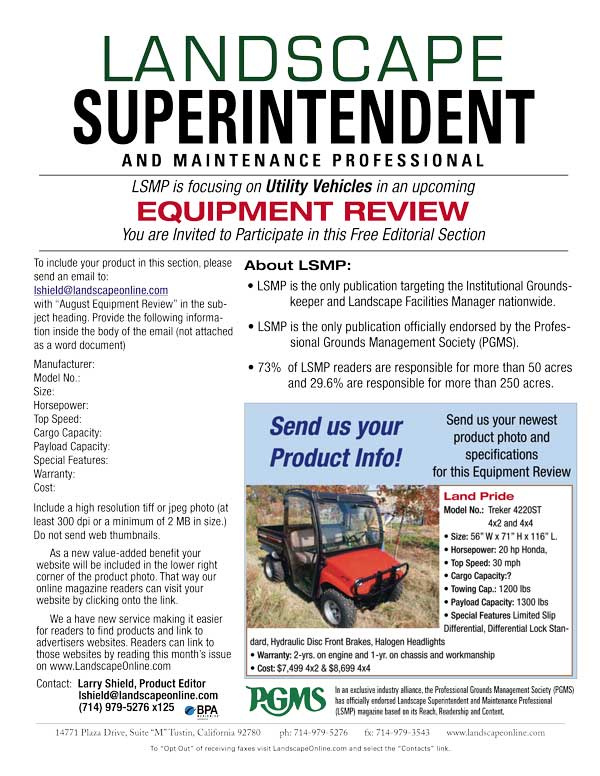 LANDSCAPE
SUPERINTENDENT
AND MAINTENANCE PROFESSIONAL
LSMP is focusing on Utility Vehicles in an upcoming
EQUIPMENT REVIEW
You are Invited to Participate in this Free Editorial Section
To include your product in this section, please
send an email to:
lshield@landscapeonline.com
with “August Equipment Review” in the sub-
ject heading. Provide the following informa-
tion inside the body of the email (not attached
as a word document)
Manufacturer:
Model No.:
Size:
Horsepower:
Top Speed:
Cargo Capacity:
Payload Capacity:
Special Features:
Warranty:
Cost:
Include a high resolution tiff or jpeg photo (at
least 300 dpi or a minimum of 2 MB in size.)
Do not send web thumbnails.
As a new value-added benefit your
website will be included in the lower right
corner of the product photo. That way our
online magazine readers can visit your
website by clicking onto the link.
We a have new service making it easier
for readers to find products and link to
advertisers websites. Readers can link to
those websites by reading this month’s issue
on www.LandscapeOnline.com
Contact: Larry Shield, Product Editor
lshield@landscapeonline.com
(714) 979-5276 x125
BPA
About LSMP:
• LSMP is the only publication targeting the Institutional Grounds-
keeper and Landscape Facilities Manager nationwide.
• LSMP is the only publication officially endorsed by the Profes-
sional Grounds Management Society (PGMS).
• 73% of LSMP readers are responsible for more than 50 acres
and 29.6% are responsible for more than 250 acres.
Send us your
Product Info!
Send us your newest
product photo and
specifications
for this Equipment Review
Land Pride
Model No.: Treker 4220ST
4x2 and 4x4
• Size: 56” W x 71” H x 116” L.
• Horsepower: 20 hp Honda,
• Top Speed: 30 mph
• Cargo Capacity:?
• Towing Cap.: 1200 lbs
• Payload Capacity: 1300 lbs
• Special Features Limited Slip
Differential, Differential Lock Stan-
dard, Hydraulic Disc Front Brakes, Halogen Headlights
• Warranty: 2-yrs. on engine and 1-yr. on chassis and workmanship
• Cost: $7,499 4x2 & $8,699 4x4
PGMS
In an exclusive industry alliance, the Professional Grounds Management Society (PGMS)
has officially endorsed Landscape Superintendent and Maintenance Professional
(LSMP) magazine based on its Reach, Readership and Content.
14771 Plaza Drive, Suite “M” Tustin, California 92780 ph: 714-979-5276 fx: 714-979-3543 www.landscapeonline.com
To “Opt Out” of receiving faxes visit LandscapeOnline.com and select the “Contacts” link.